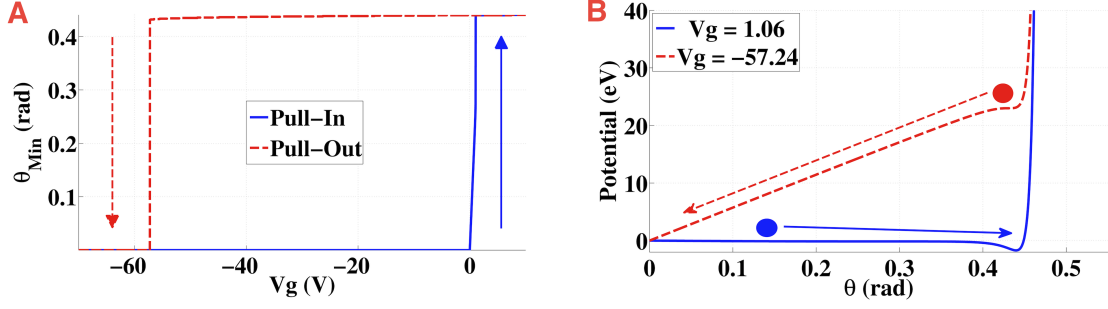 A
θMin (rad)
0.4
0.3
0.2
0.1
Pull−In
Pull−Out
−60
−40
−20
0
Vg (V)
B
Potential (eV)
40
30
20
10
0
Vg = 1.06
Vg = −57.24
0
0.1
0.2
0.3
0.4
0.5
θ (rad)